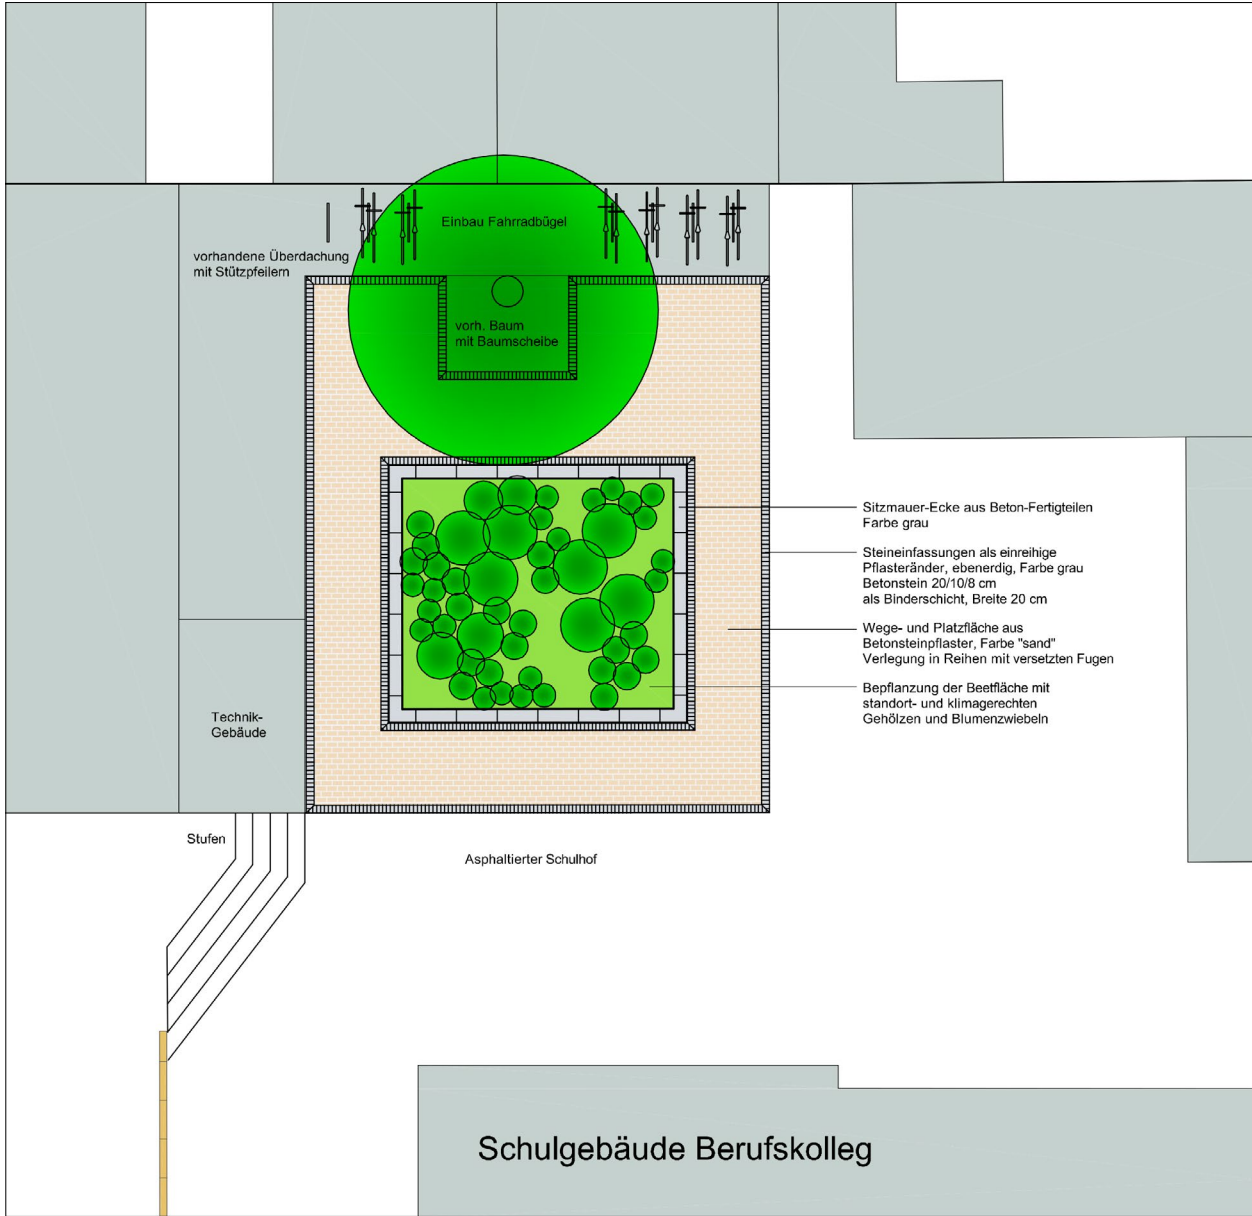 Einbau Fahrradbügel
vorhandene Überdachung
mit Stützpfeilern
vorh. Baum
mit Baumscheibe
Sitzmauer-Ecke aus Beton-Fertigteilen
Farbe grau
Steineinfassungen als einreihige
Pflasteränder, ebenerdig, Farbe grau
Betonstein 20/10/8 cm
als Binderschicht, Breite 20 cm
Wege- und Platzfläche aus
Betonsteinpflaster, Farbe "sand"
Verlegung in Reihen mit versetzten Fugen
Bepflanzung der Beetfläche mit
standort- und klimagerechten
Gehölzen und Blumenzwiebeln
Technik-
Gebäude
Stufen
Asphaltierter Schulhof
Schulgebäude Berufskolleg